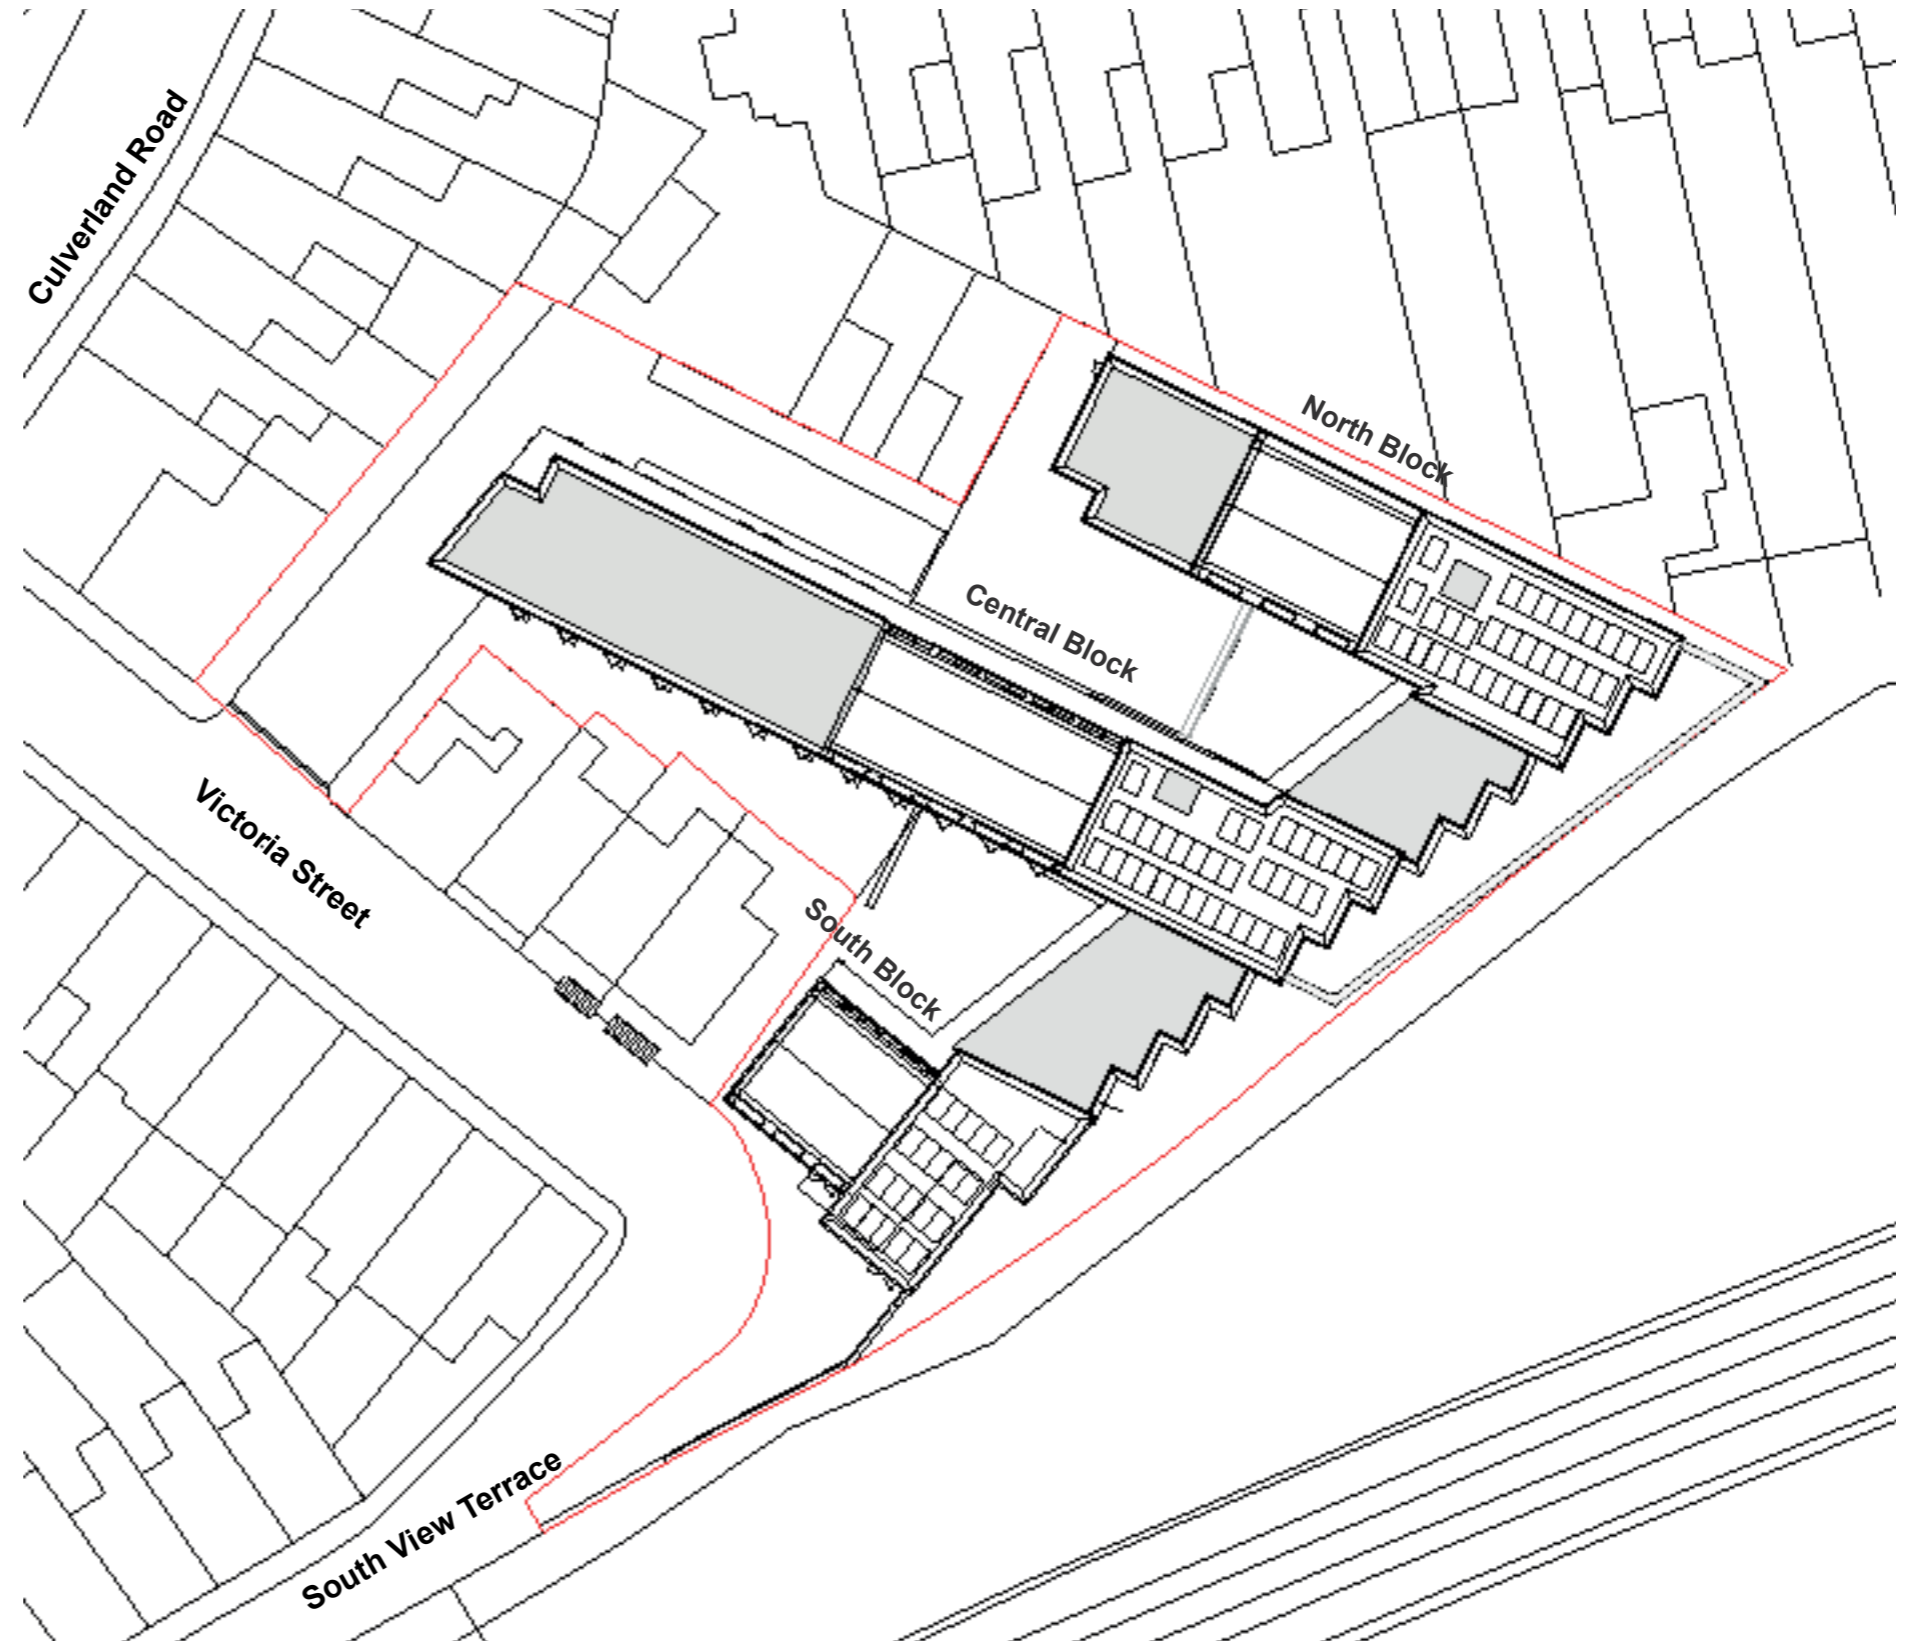 Culverland Road
North Block
Central Block
Victoria Street
South Block
South View Terrace